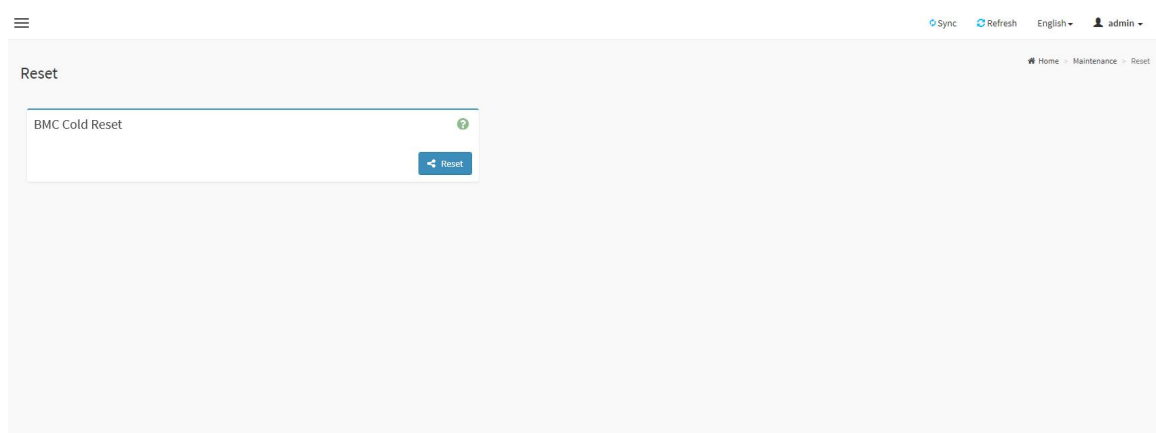 Sync Refresh English admin
Home > Maintenance > Reset
Reset
BMC Cold Reset ?
Reset